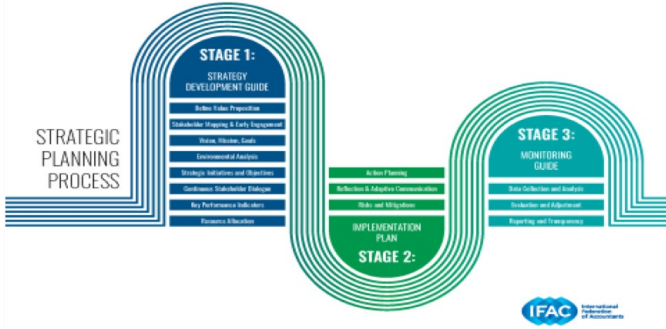 STRATEGIC
PLANNING
PROCESS
STAGE 1:
STRATEGY
DEVELOPMENT GUIDE
Define Value Proposition
Stakeholder Mapping & Early Engagement
Vision, Mission, Goals
Environmental Analysis
Strategic Initiatives and Objectives
Continuous Stakeholder Dialogue
Key Performance Indicators
Resource Allocation
Action Planning
Reflection & Adaptive Communication
Risks and Mitigations
IMPLEMENTATION
PLAN
STAGE 2:
STAGE 3:
MONITORING
GUIDE
Data Collection and Analysis
Evaluation and Adjustment
Reporting and Transparency
IFAC
International
Federation
of Accountants